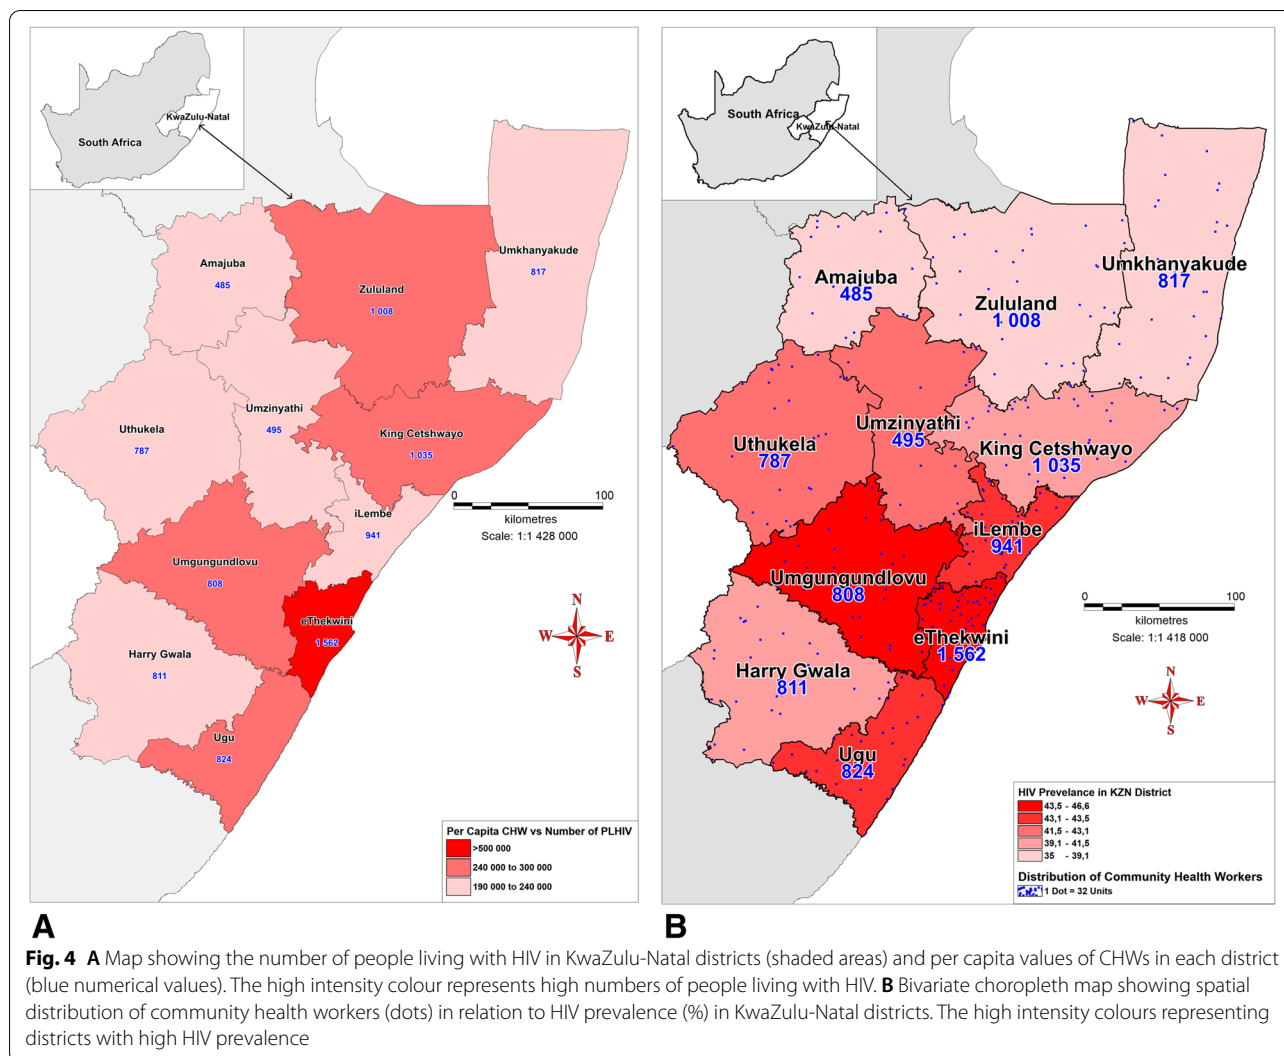 South Africa
KwaZulu-Natal
Amajuba
485
Zululand
1 008
Umkhanyakude
817
Uthukela
787
Umzinyathi
495
King Cetshwayo
1 035
iLembe
941
Umgungundlovu
808
eThekwini
1 562
Harry Gwala
811
Ugu
824
0 100
kilometres
Scale: 1:1 428 000
N
W E
S
Per Capita CHW vs Number of PLHIV
>500 000
240 000 to 300 000
190 000 to 240 000
A
South Africa
KwaZulu-Natal
Amajuba
485
Zululand
1 008
Umkhanyakude
817
Uthukela
787
Umzinyathi
495
King Cetshwayo
1 035
iLembe
941
Umgungundlovu
808
eThekwini
1 562
Harry Gwala
811
Ugu
824
0 100
kilometres
Scale: 1:1 418 000
N
W E
S
HIV Prevelance in KZN District
43,5 - 46,6
43,1 - 43,5
41,5 - 43,1
39,1 - 41,5
35 - 39,1
Distribution of Community Health Workers
1 Dot = 32 Units
B
Fig. 4 A Map showing the number of people living with HIV in KwaZulu-Natal districts (shaded areas) and per capita values of CHWs in each district
(blue numerical values). The high intensity colour represents high numbers of people living with HIV. B Bivariate choropleth map showing spatial
distribution of community health workers (dots) in relation to HIV prevalence (%) in KwaZulu-Natal districts. The high intensity colours representing
districts with high HIV prevalence